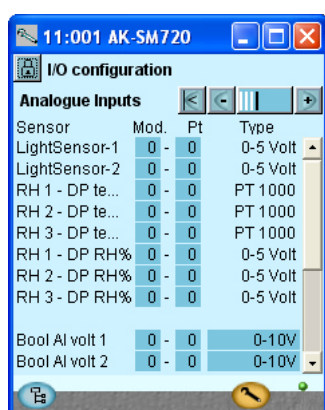 11:001 AK-SM720
I/O configuration
Analogue Inputs
Sensor Mod. Pt Type
LightSensor-1 0 - 0 0-5 Volt
LightSensor-2 0 - 0 0-5 Volt
RH 1 - DP te... 0 - 0 PT 1000
RH 2 - DP te... 0 - 0 PT 1000
RH 3 - DP te... 0 - 0 PT 1000
RH 1 - DP RH% 0 - 0 0-5 Volt
RH 2 - DP RH% 0 - 0 0-5 Volt
RH 3 - DP RH% 0 - 0 0-5 Volt
Bool AI volt 1 0 - 0 0-10V
Bool AI volt 2 0 - 0 0-10V